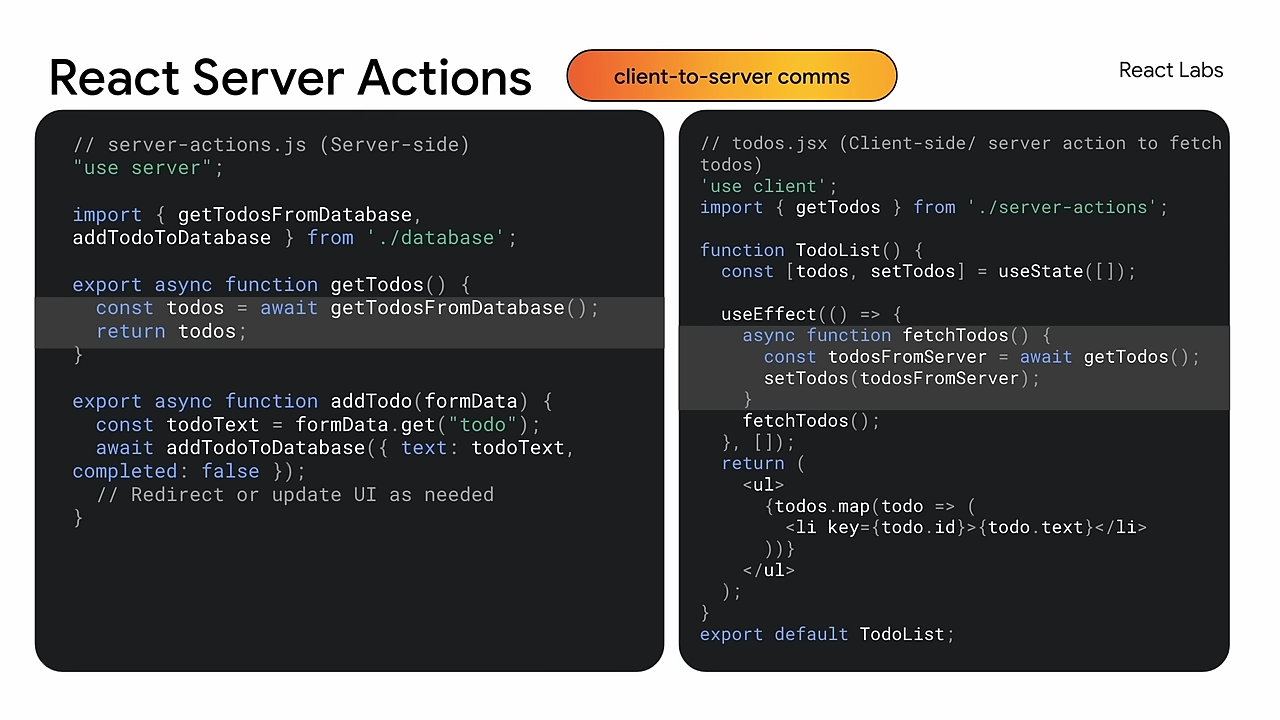 React Server Actions
client-to-server comms
React Labs
// server-actions.js (Server-side)
"use server";

import { getTodosFromDatabase,
addTodoToDatabase } from './database';

export async function getTodos() {
  const todos = await getTodosFromDatabase();
  return todos;
}

export async function addTodo(formData) {
  const todoText = formData.get("todo");
  await addTodoToDatabase({ text: todoText,
completed: false });
  // Redirect or update UI as needed
}
// todos.jsx (Client-side/ server action to fetch
todos)
'use client';
import { getTodos } from './server-actions';

function TodoList() {
  const [todos, setTodos] = useState([]);

  useEffect(() => {
    async function fetchTodos() {
      const todosFromServer = await getTodos();
      setTodos(todosFromServer);
    }
    fetchTodos();
  }, []);
  return (
    <ul>
      {todos.map(todo => (
        <li key={todo.id}>{todo.text}</li>
      ))}
    </ul>
  );
}
export default TodoList;